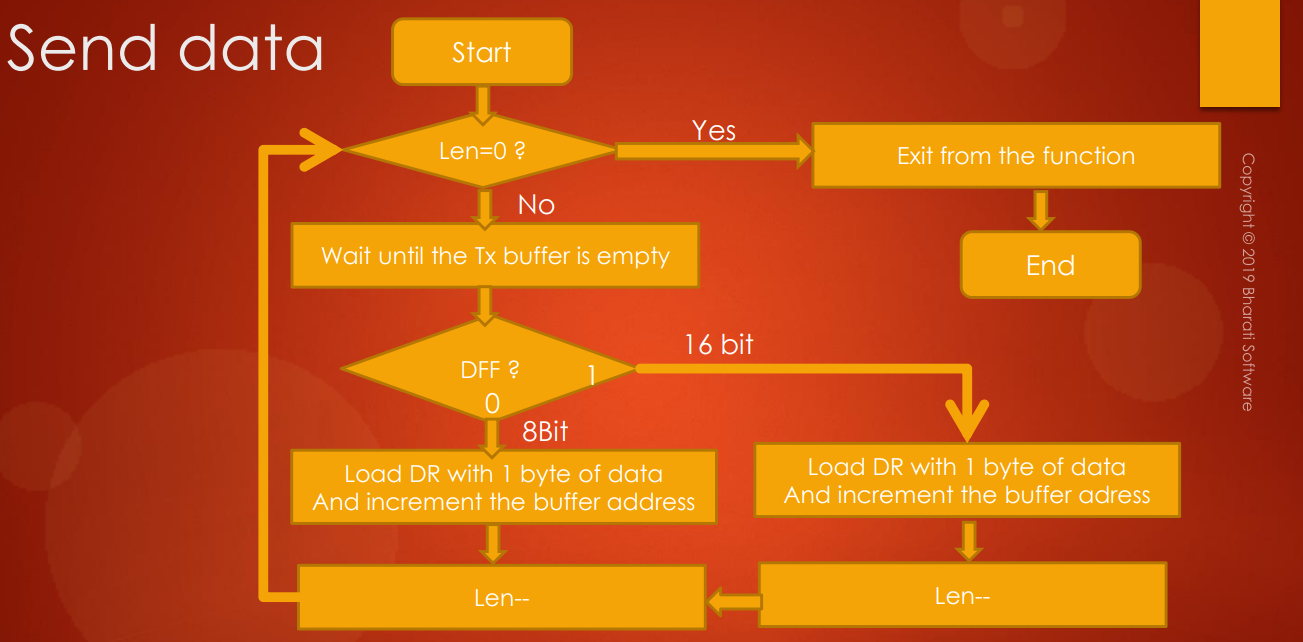 Send data
Start
Len=0 ?
Yes
Exit from the function
No
Wait until the Tx buffer is empty
End
DFF ?
1
0
16 bit
8Bit
Load DR with 1 byte of data
And increment the buffer address
Load DR with 1 byte of data
And increment the buffer adress
Len--
Len--
Copyright © 2019 Bharati Software